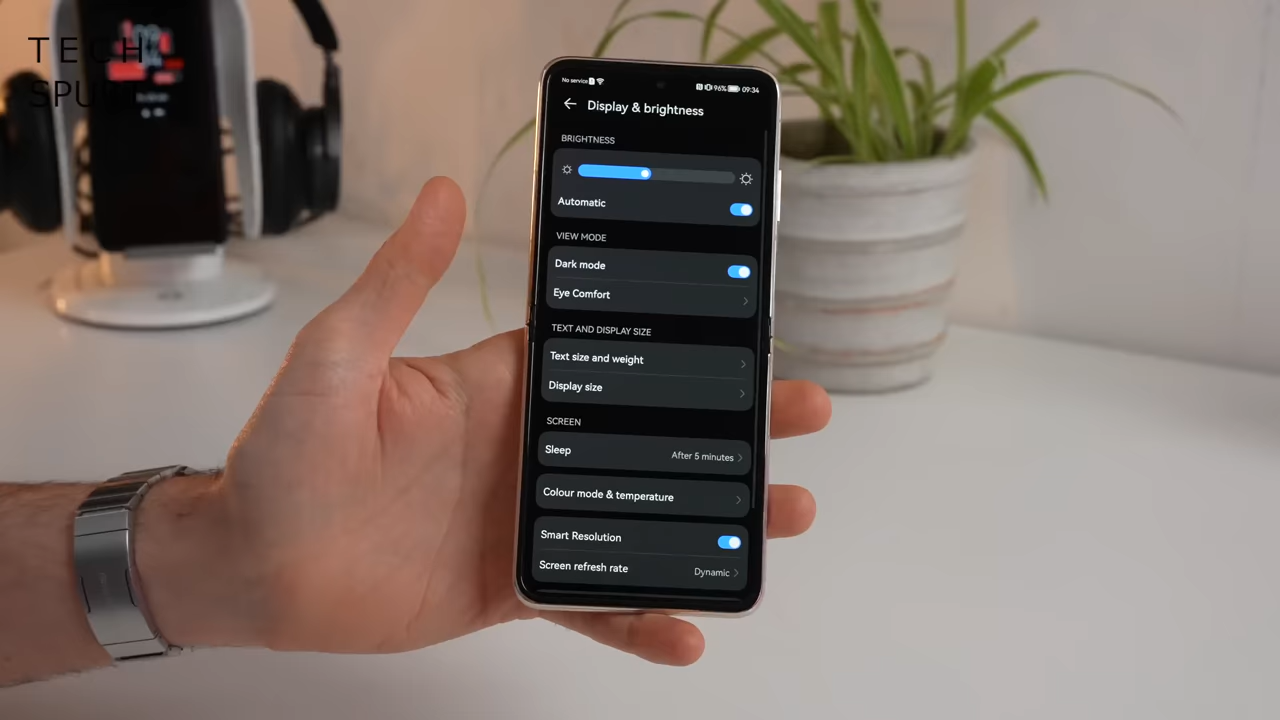 TECH
SPURT
No service
96%
09:34
Display & brightness
BRIGHTNESS
Automatic
VIEW MODE
Dark mode
Eye Comfort
TEXT AND DISPLAY SIZE
Text size and weight
Display size
SCREEN
Sleep
After 5 minutes
Colour mode & temperature
Smart Resolution
Screen refresh rate
Dynamic